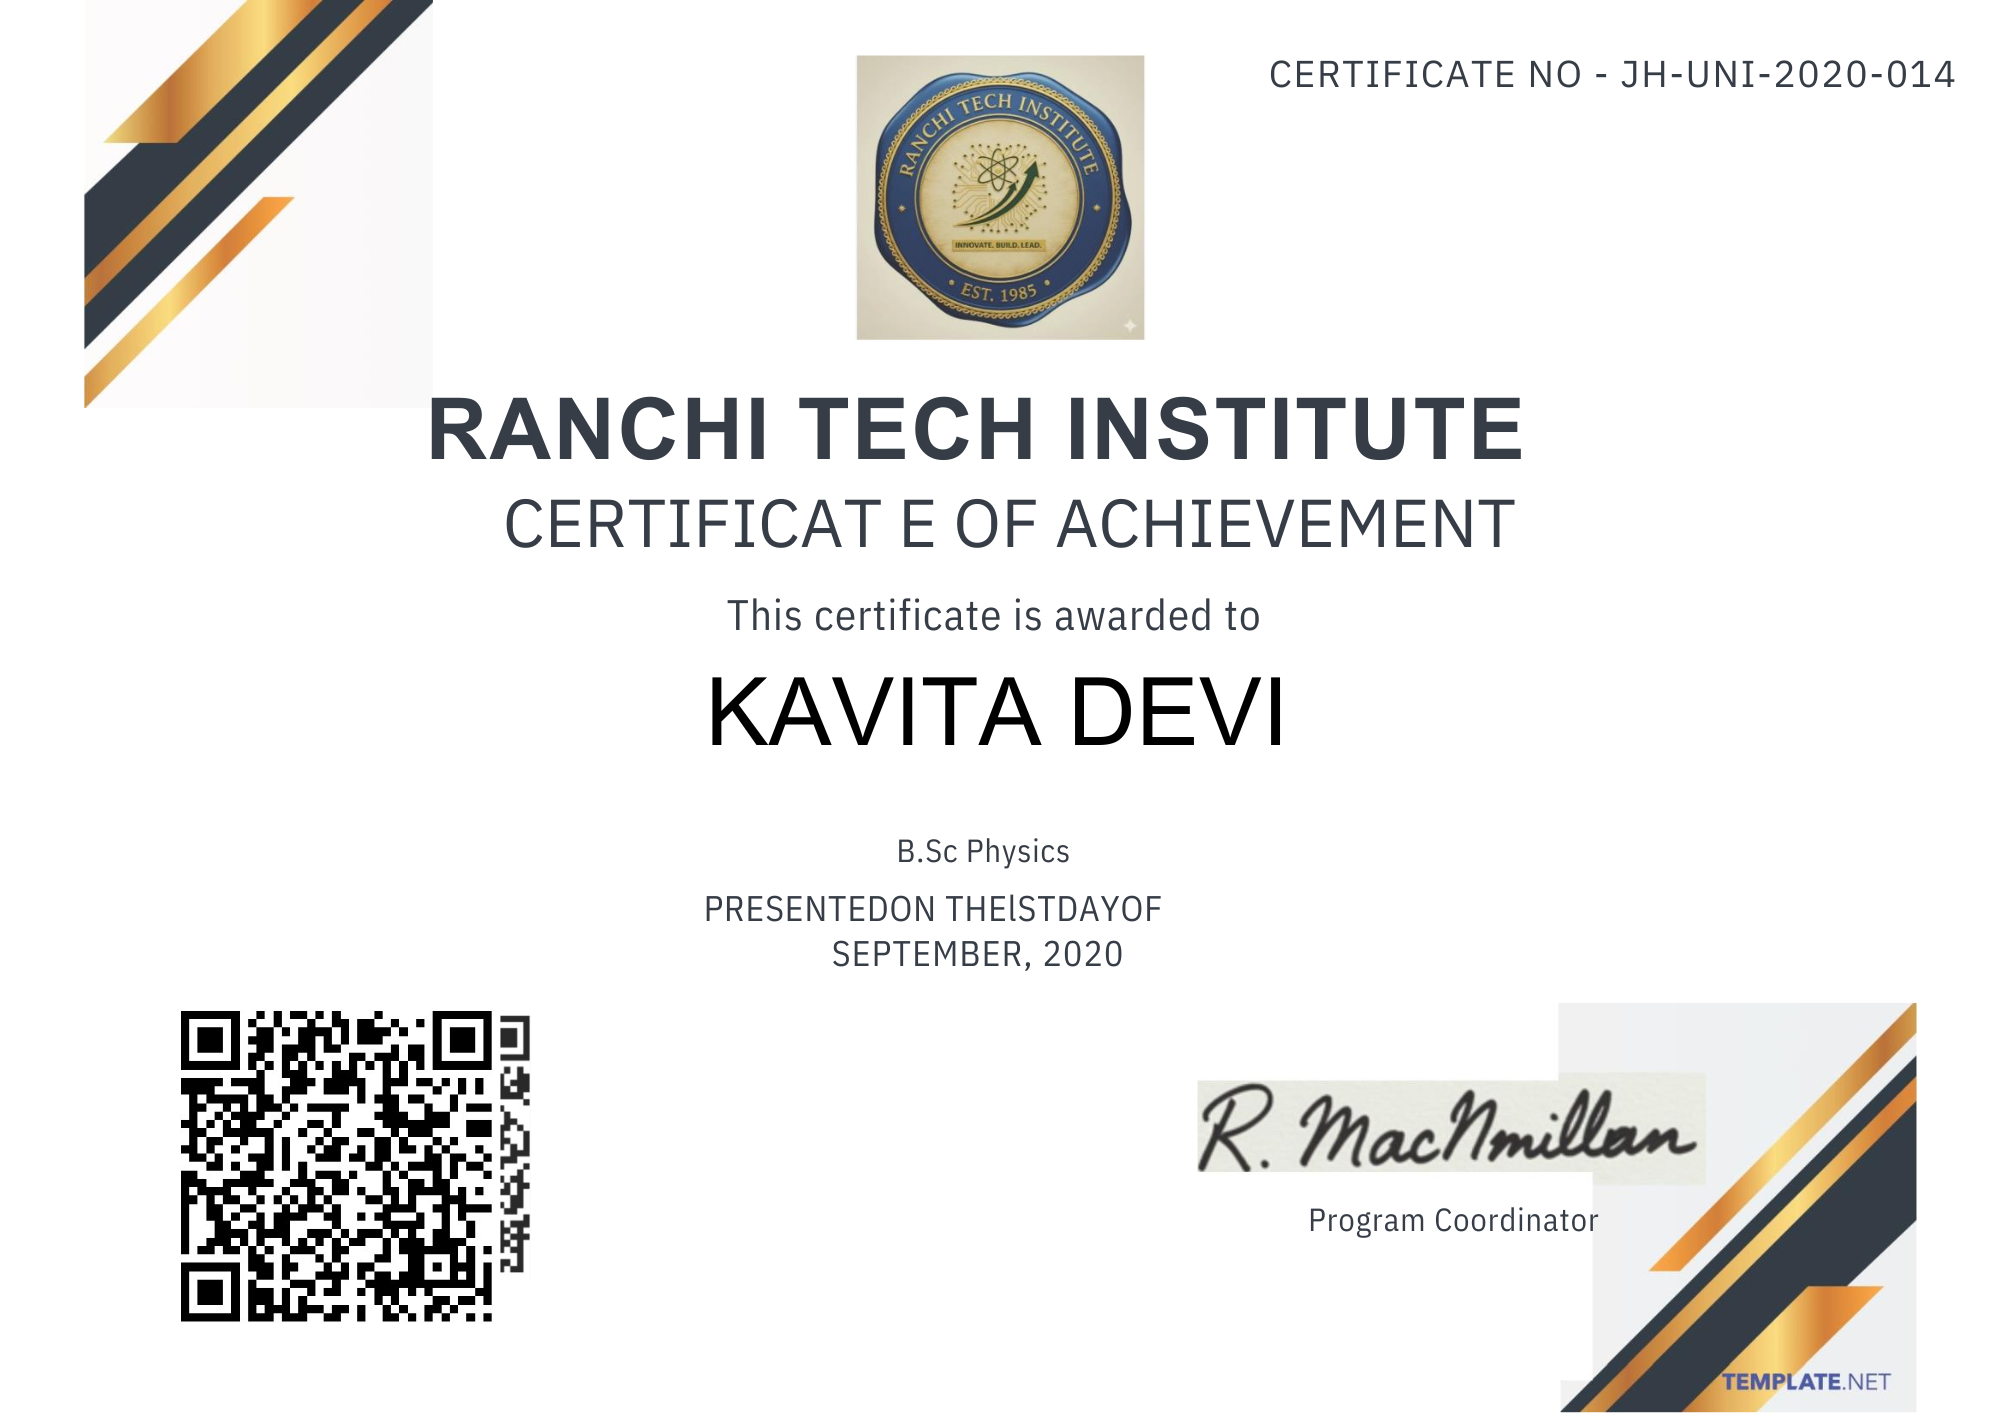 CERTIFICATE NO - JH-UNI-2020-014
RANCHI TECH INSTITUTE
INNOVATE. BUILD. LEAD.
EST. 1985
RANCHI TECH INSTITUTE
CERTIFICAT E OF ACHIEVEMENT
This certificate is awarded to
KAVITA DEVI
B.Sc Physics
PRESENTEDON THElSTDAYOF
SEPTEMBER, 2020
R. MacNmillan
Program Coordinator
TEMPLATE.NET